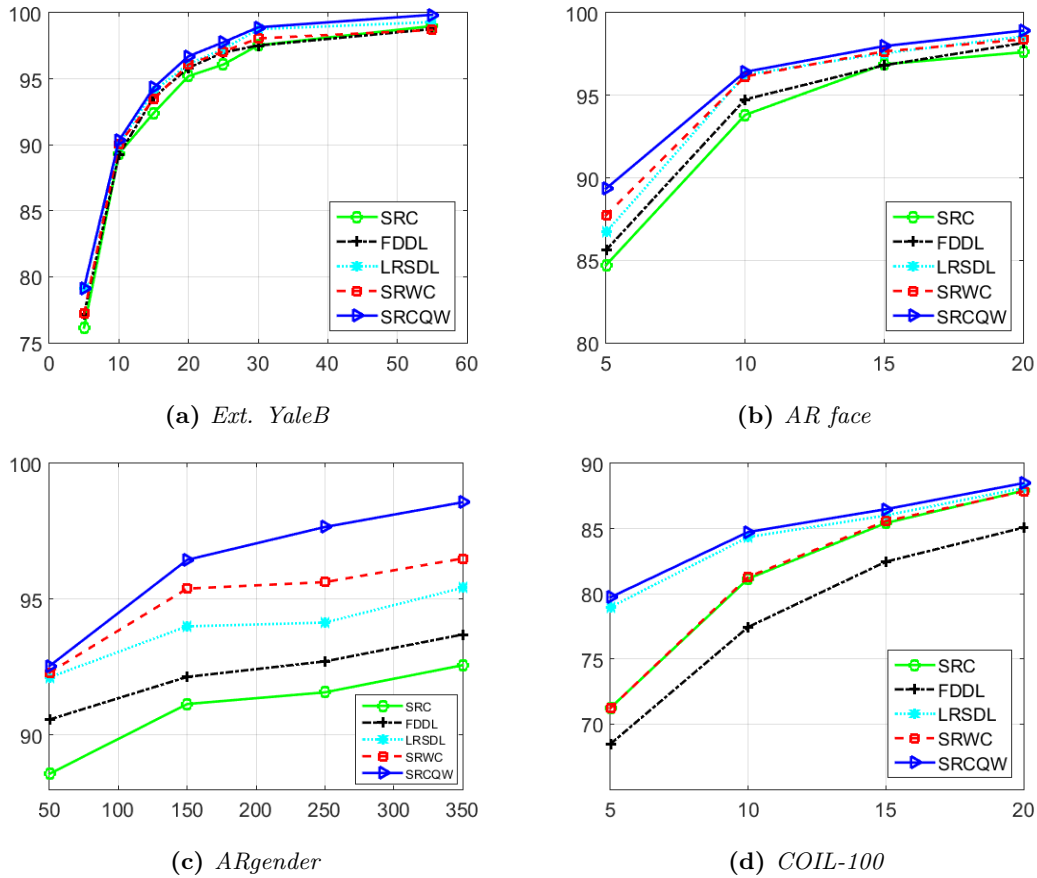 100
95
90
85
80
75
0 10 20 30 40 50 60
SRC
FDDL
LRSDL
SRWC
SRCQW
(a) Ext. YaleB
100
95
90
85
80
5 10 15 20
SRC
FDDL
LRSDL
SRWC
SRCQW
(b) AR face
100
95
90
50 100 150 200 250 300 350
SRC
FDDL
LRSDL
SRWC
SRCQW
(c) ARgender
90
85
80
75
70
5 10 15 20
SRC
FDDL
LRSDL
SRWC
SRCQW
(d) COIL-100